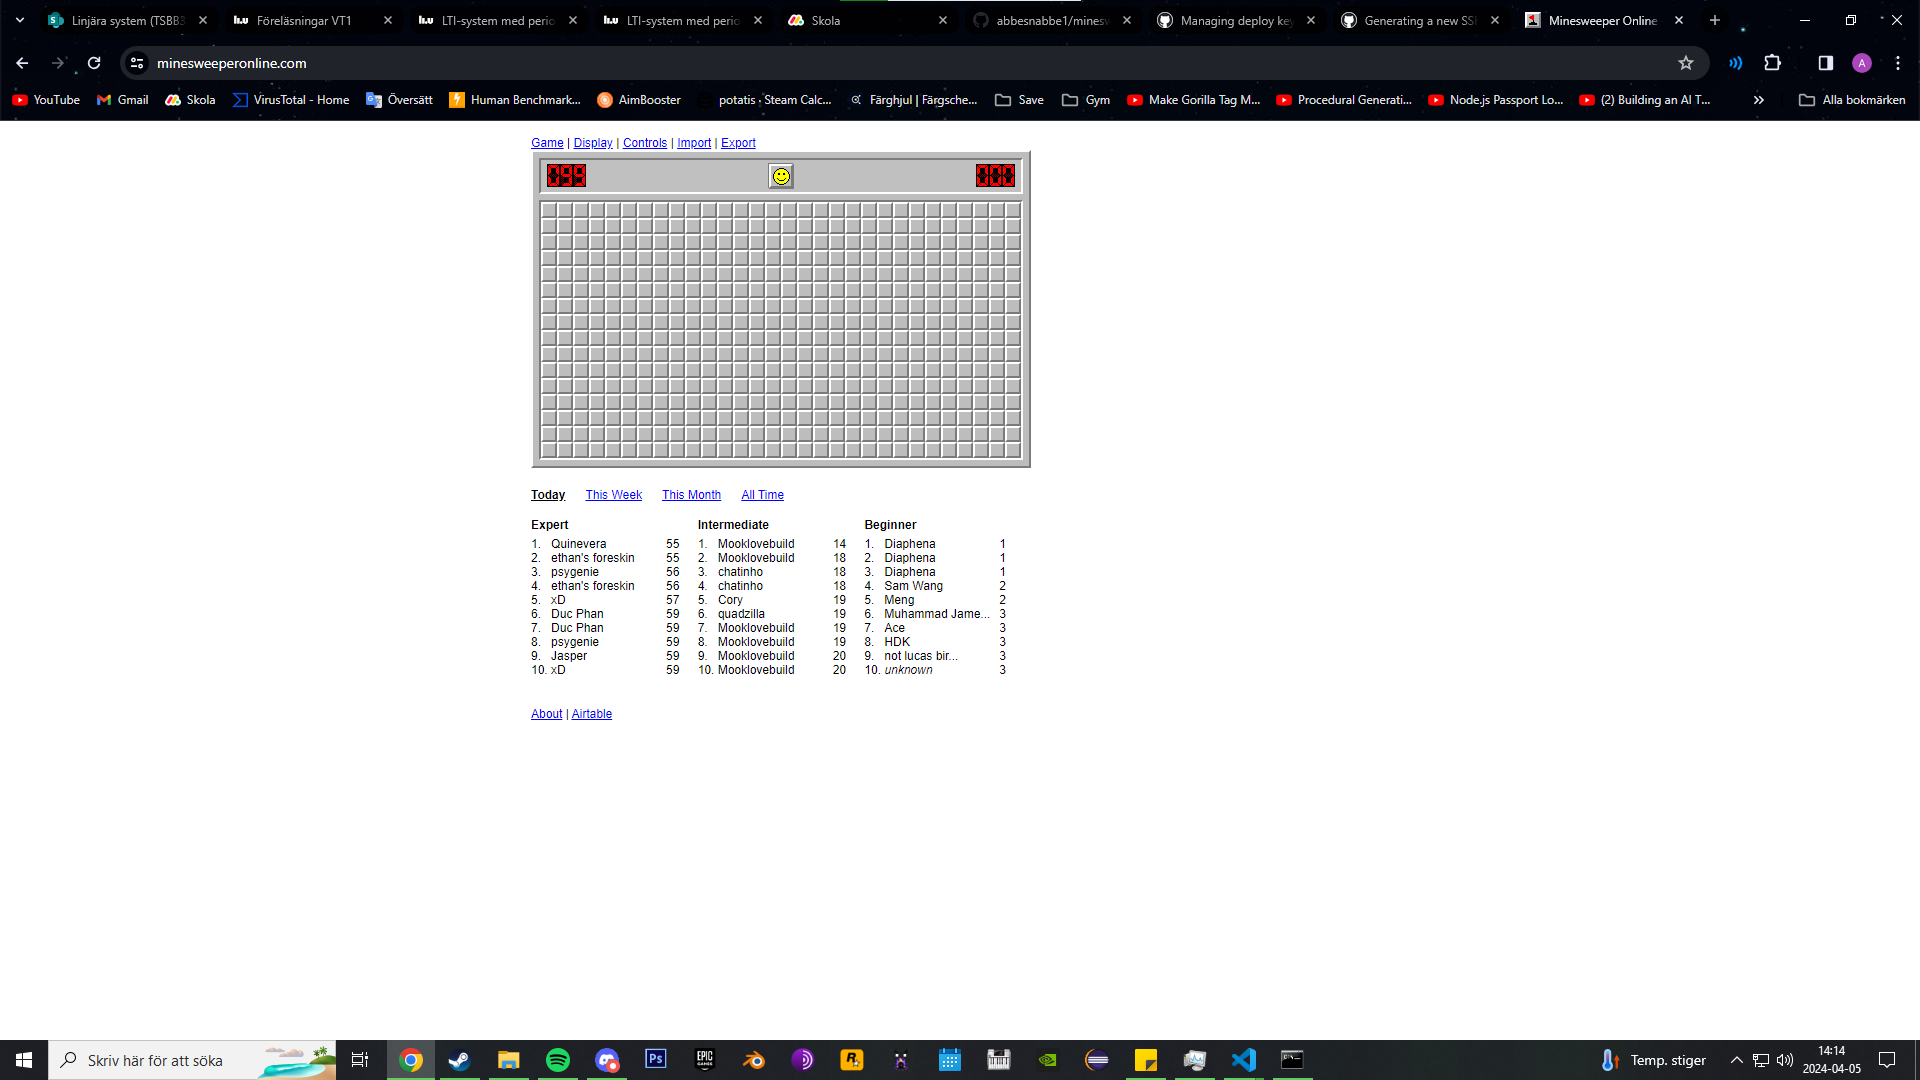 Linjära system (TSBB3
Föreläsningar VT1
LTI-system med perio
LTI-system med perio
Skola
abbesnabbe1/minesw
Managing deploy key
Generating a new SSH
Minesweeper Online
minesweeperonline.com
A
YouTube
Gmail
Skola
VirusTotal - Home
Översätt
Human Benchmark...
AimBooster
potatis · Steam Calc...
Färghjul | Färgsche...
Save
Gym
Make Gorilla Tag M...
Procedural Generati...
Node.js Passport Lo...
(2) Building an AI T...
Alla bokmärken
Game | Display | Controls | Import | Export
099 000
Today This Week This Month All Time
Expert Intermediate Beginner
1. Quinevera 55 1. Mooklovebuild 14 1. Diaphena 1
2. ethan's foreskin 55 2. Mooklovebuild 18 2. Diaphena 1
3. psygenie 56 3. chatinho 18 3. Diaphena 1
4. ethan's foreskin 56 4. chatinho 18 4. Sam Wang 2
5. xD 57 5. Cory 19 5. Meng 2
6. Duc Phan 59 6. quadzilla 19 6. Muhammad Jame... 3
7. Duc Phan 59 7. Mooklovebuild 19 7. Ace 3
8. psygenie 59 8. Mooklovebuild 19 8. HDK 3
9. Jasper 59 9. Mooklovebuild 20 9. not lucas bir... 3
10. xD 59 10. Mooklovebuild 20 10. unknown 3
About | Airtable
Skriv här för att söka
Ps
EPIC GAMES
Temp. stiger
14:14
2024-04-05